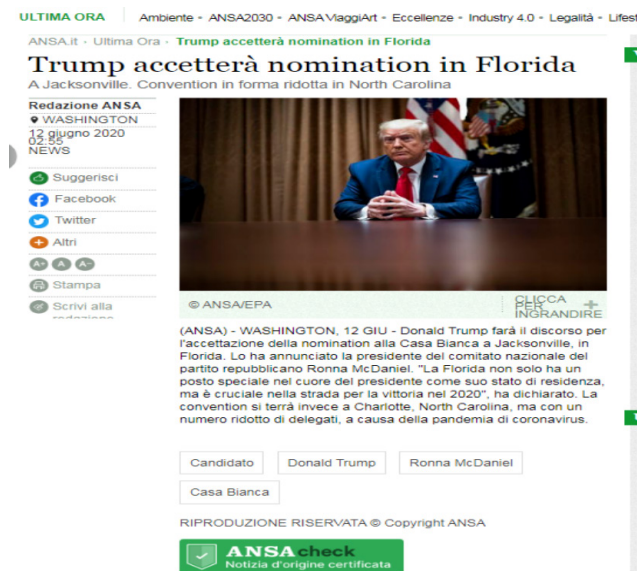 ULTIMA ORA
Ambiente - ANSA2030 - ANSAViaggiArt - Eccellenze - Industry 4.0 - Legalità - Lifest
ANSA.it · Ultima Ora · Trump accetterà nomination in Florida
Trump accetterà nomination in Florida
A Jacksonville. Convention in forma ridotta in North Carolina
Redazione ANSA
WASHINGTON
12 giugno 2020
02:55
NEWS
Suggerisci
Facebook
Twitter
Altri
A+ A A-
Stampa
Scrivi alla
redazione
© ANSA/EPA
CLICCA
PER
INGRANDIRE
+
(ANSA) - WASHINGTON, 12 GIU - Donald Trump farà il discorso per
l'accettazione della nomination alla Casa Bianca a Jacksonville, in
Florida. Lo ha annunciato la presidente del comitato nazionale del
partito repubblicano Ronna McDaniel. "La Florida non solo ha un
posto speciale nel cuore del presidente come suo stato di residenza,
ma è cruciale nella strada per la vittoria nel 2020", ha dichiarato. La
convention si terrà invece a Charlotte, North Carolina, ma con un
numero ridotto di delegati, a causa della pandemia di coronavirus.
Candidato
Donald Trump
Ronna McDaniel
Casa Bianca
RIPRODUZIONE RISERVATA © Copyright ANSA
ANSAcheck
Notizia d'origine certificata